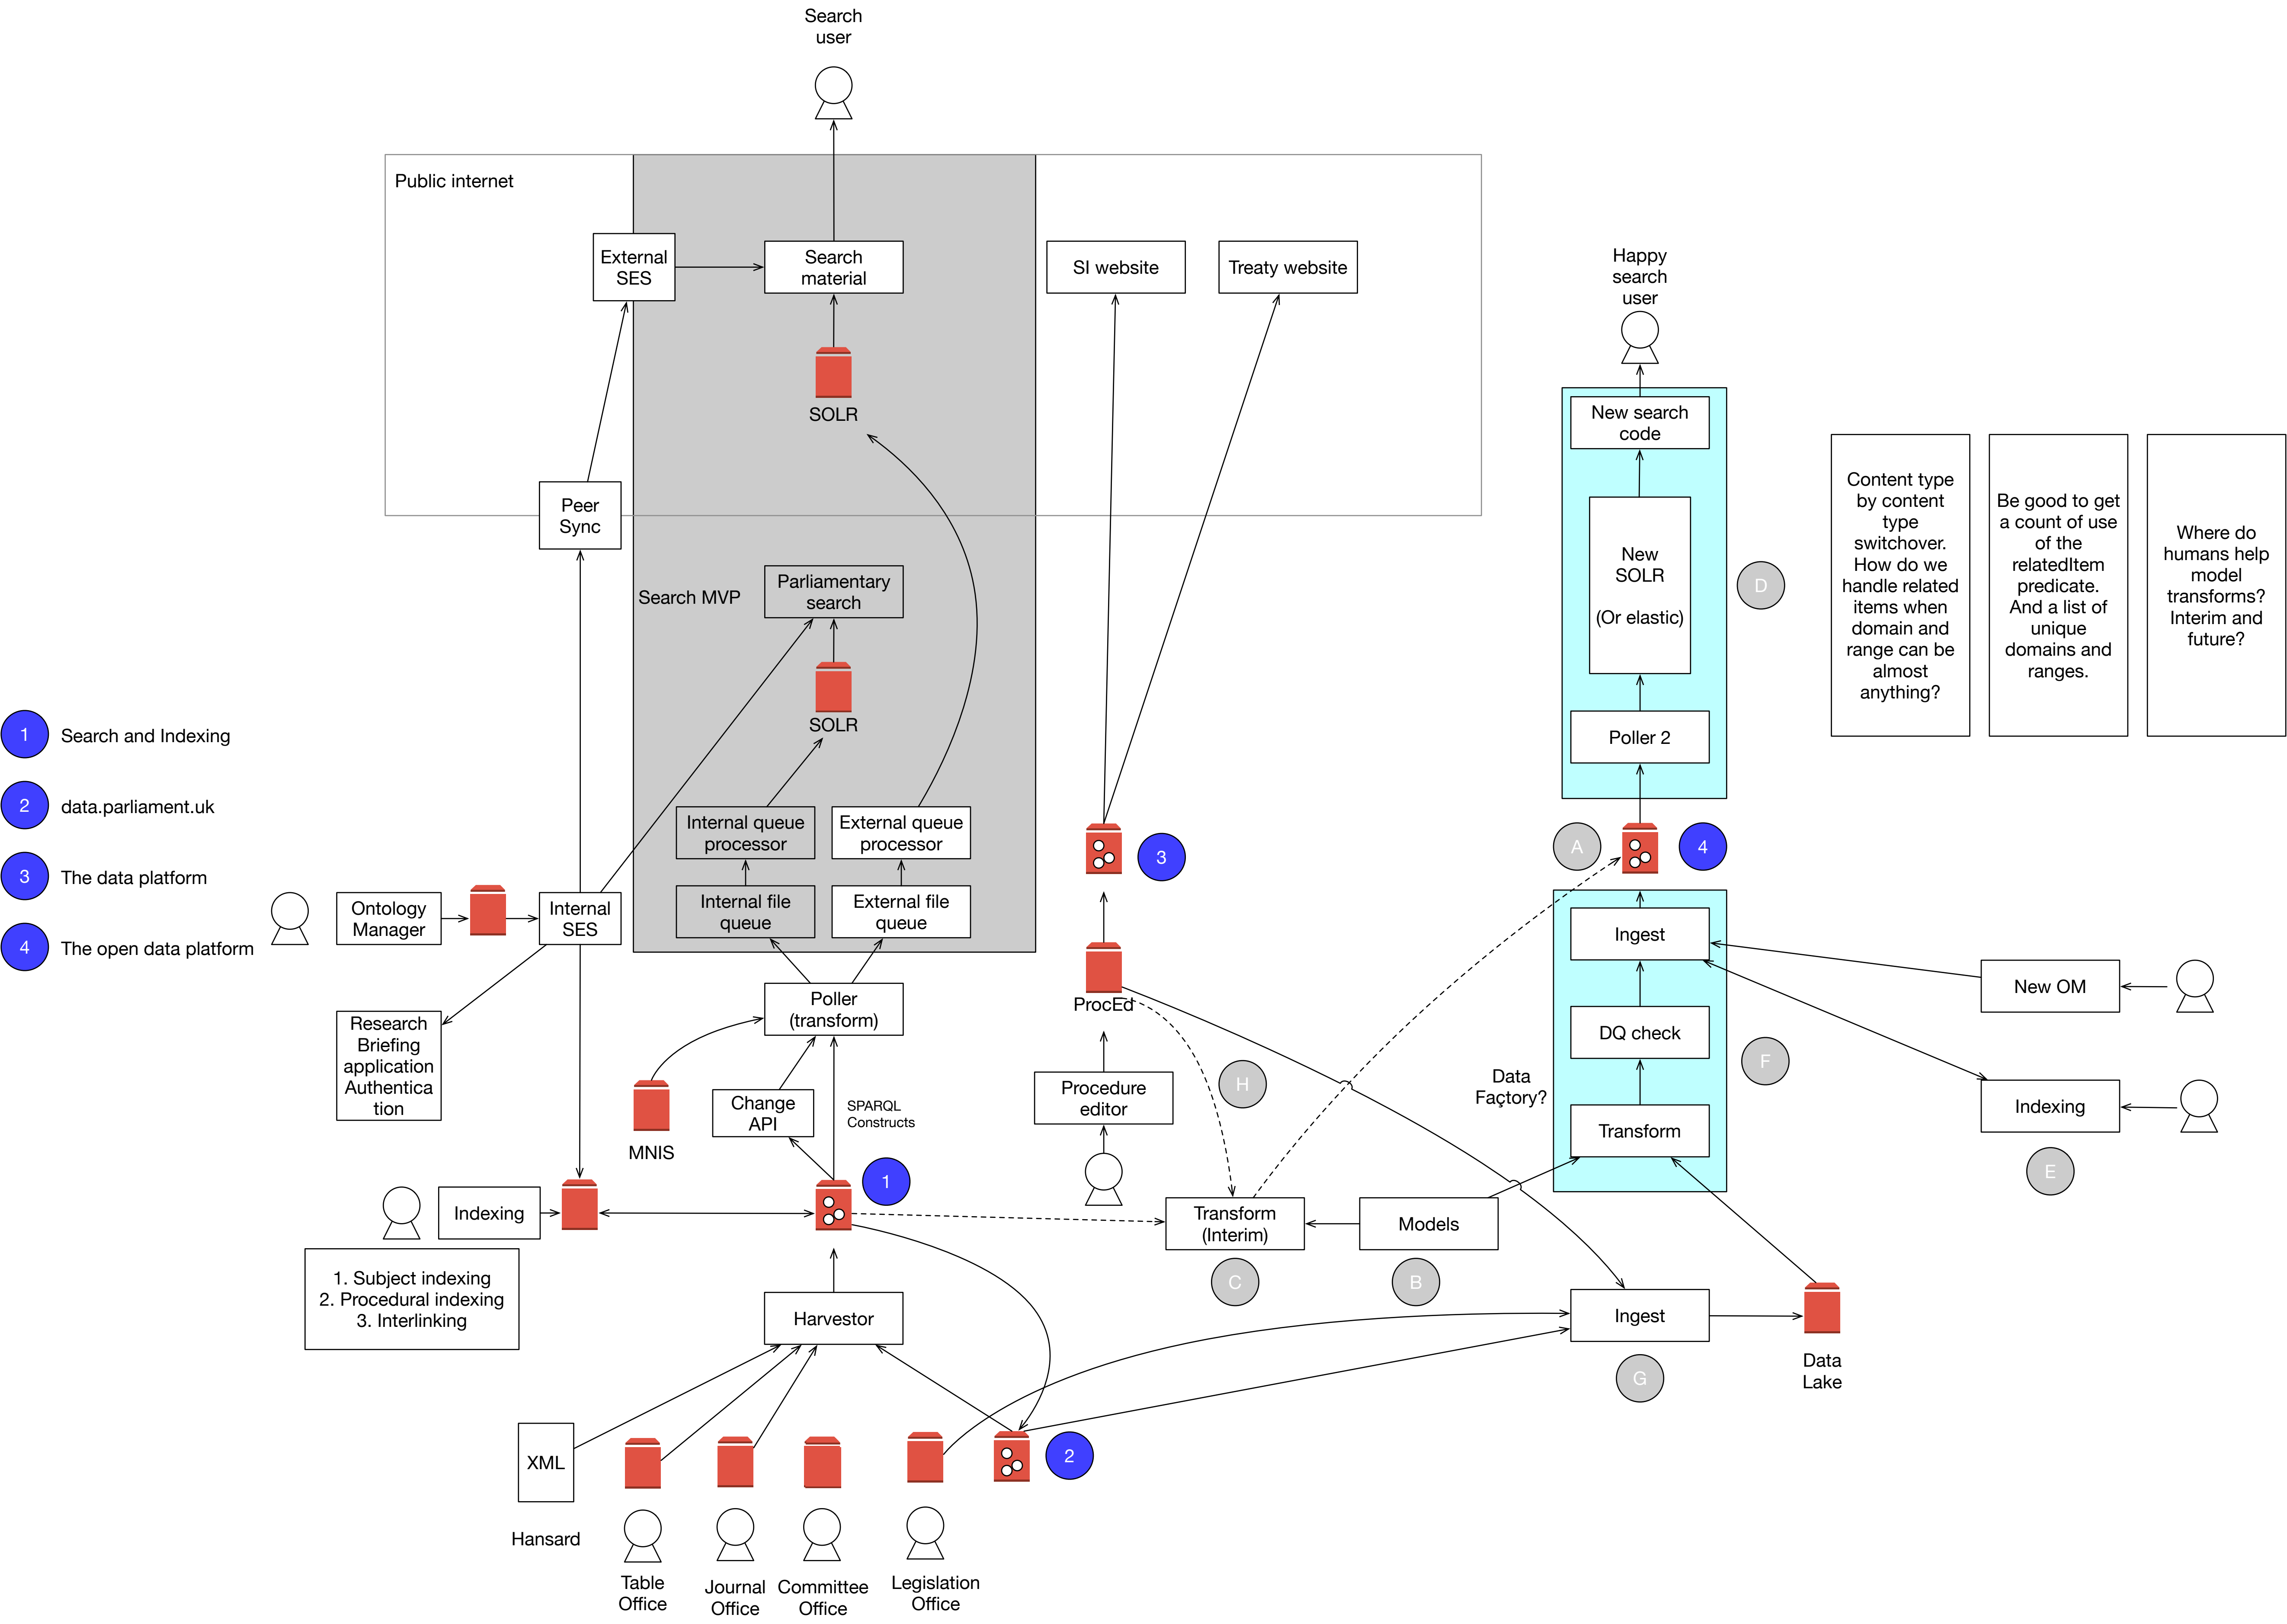 Search
user
Public internet
External
SES
Search
material
SI website
Treaty website
SOLR
Peer
Sync
Search MVP
Parliamentary
search
SOLR
Internal queue
processor
External queue
processor
Internal file
queue
External file
queue
1
Search and Indexing
2
data.parliament.uk
3
The data platform
4
The open data platform
Ontology
Manager
Internal
SES
Research
Briefing
application
Authentica
tion
Poller
(transform)
MNIS
Change
API
SPARQL
Constructs
1
Indexing
1. Subject indexing
2. Procedural indexing
3. Interlinking
Harvestor
XML
Hansard
Table
Office
Journal
Office
Committee
Office
Legislation
Office
2
3
ProcEd
Procedure
editor
H
Transform
(Interim)
C
Models
B
Happy
search
user
New search
code
New
SOLR
(Or elastic)
Poller 2
D
A
4
Ingest
DQ check
Transform
Data
Façtory?
F
New OM
Indexing
E
Ingest
G
Data
Lake
Content type
by content
type
switchover.
How do we
handle related
items when
domain and
range can be
almost
anything?
Be good to get
a count of use
of the
relatedItem
predicate.
And a list of
unique
domains and
ranges.
Where do
humans help
model
transforms?
Interim and
future?